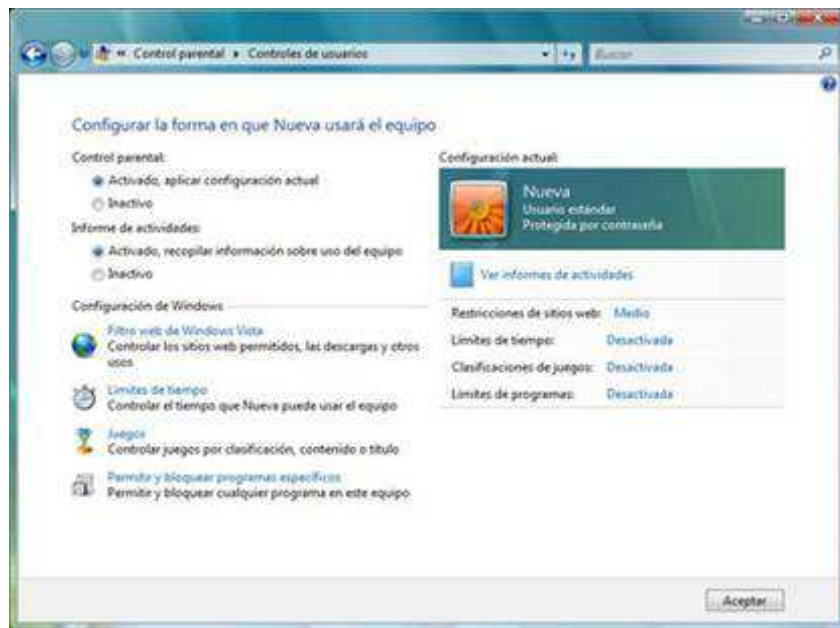 « Control parental ▸ Controles de usuarios
Buscar
Configurar la forma en que Nueva usará el equipo
Control parental:
Activado, aplicar configuración actual
Inactivo
Informe de actividades:
Activado, recopilar información sobre uso del equipo
Inactivo
Configuración de Windows
Filtro web de Windows Vista
Controlar los sitios web permitidos, las descargas y otros
usos
Límites de tiempo
Controlar el tiempo que Nueva puede usar el equipo
Juegos
Controlar juegos por clasificación, contenido o título
Permitir y bloquear programas específicos
Permitir y bloquear cualquier programa en este equipo
Configuración actual:
Nueva
Usuario estándar
Protegida por contraseña
Ver informes de actividades
Restricciones de sitios web: Medio
Límites de tiempo: Desactivada
Clasificaciones de juegos: Desactivada
Límites de programas: Desactivada
Aceptar